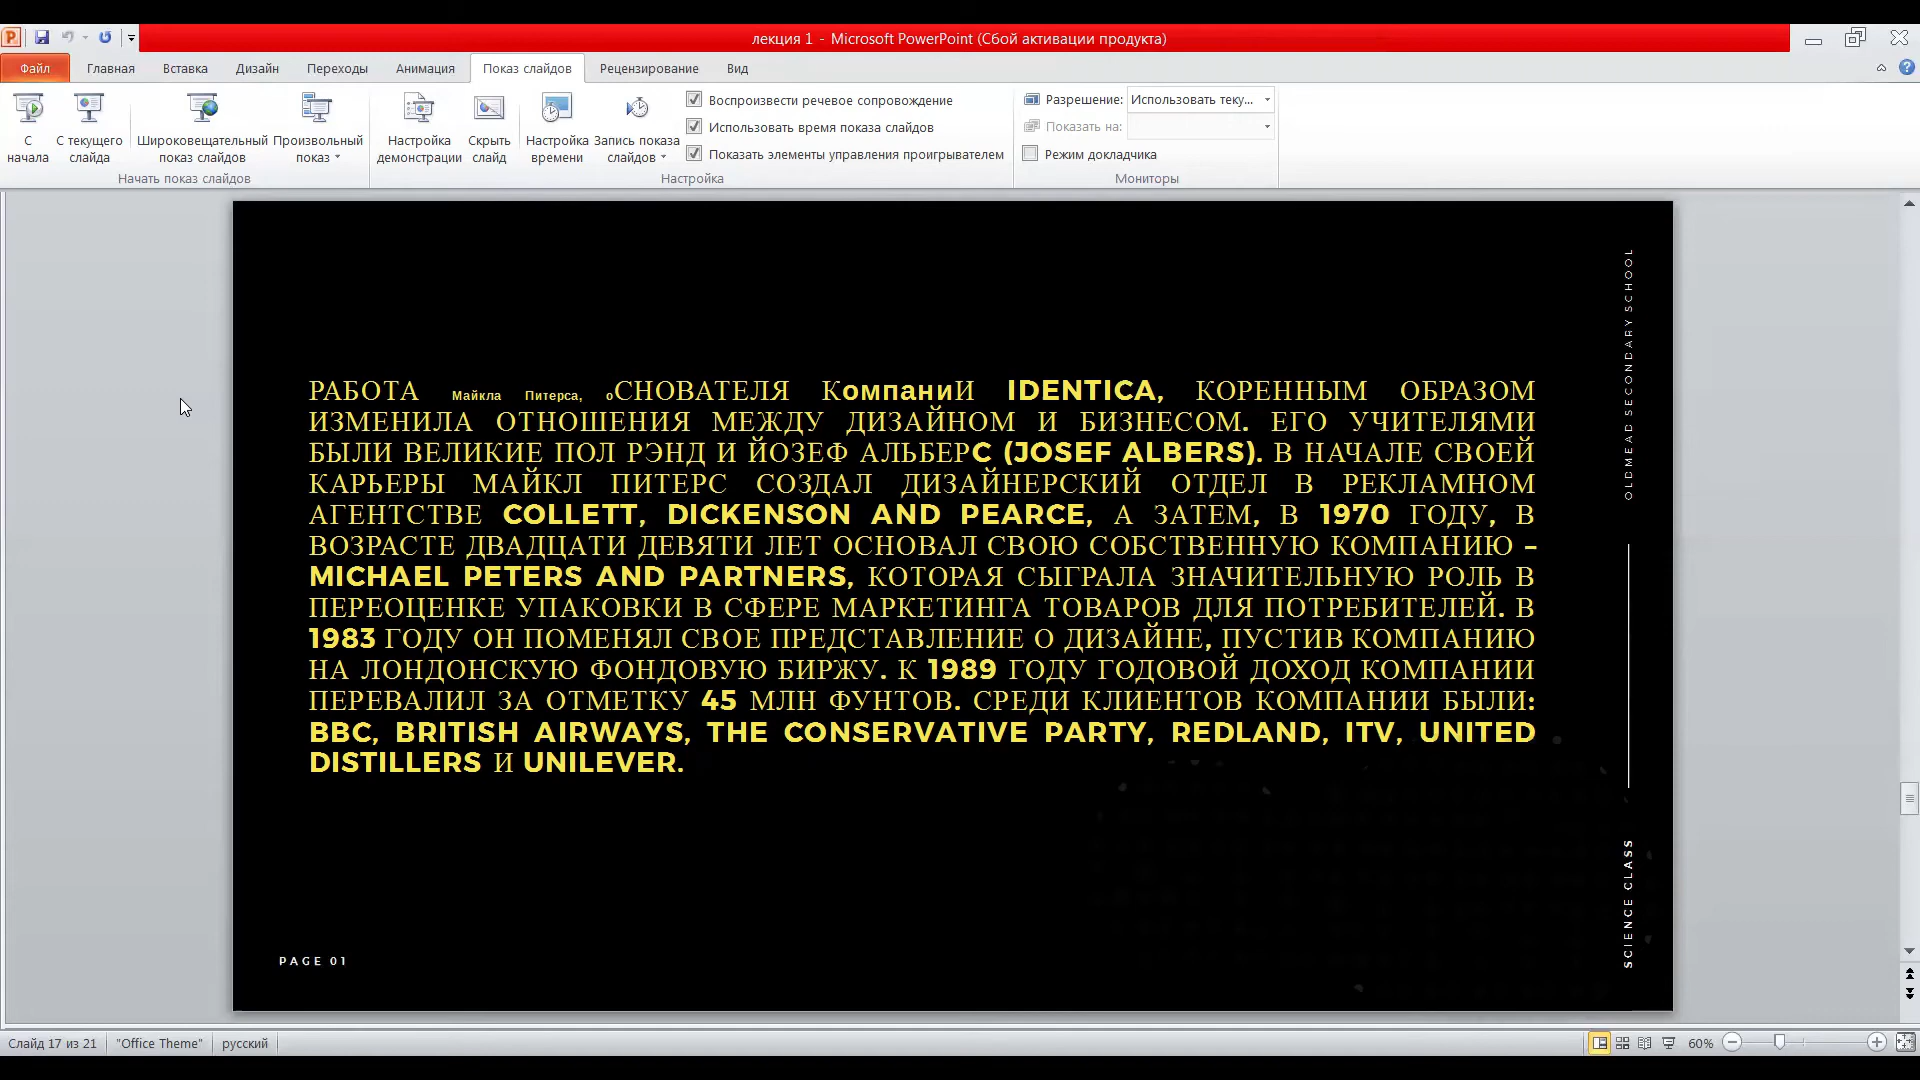 лекция 1 - Microsoft PowerPoint (Сбой активации продукта)
Файл Главная Вставка Дизайн Переходы Анимация Показ слайдов Рецензирование Вид
С начала
С текущего слайда
Широковещательный показ слайдов
Произвольный показ
Начать показ слайдов
Настройка демонстрации
Скрыть слайд
Настройка времени
Запись показа слайдов
Воспроизвести речевое сопровождение
Использовать время показа слайдов
Показать элементы управления проигрывателем
Настройка
Разрешение: Использовать теку...
Показать на:
Режим докладчика
Мониторы
РАБОТА Майкла Питерса, оСНОВАТЕЛЯ КомпаниИ IDENTICA, КОРЕННЫМ ОБРАЗОМ
ИЗМЕНИЛА ОТНОШЕНИЯ МЕЖДУ ДИЗАЙНОМ И БИЗНЕСОМ. ЕГО УЧИТЕЛЯМИ
БЫЛИ ВЕЛИКИЕ ПОЛ РЭНД И ЙОЗЕФ АЛЬБЕРС (JOSEF ALBERS). В НАЧАЛЕ СВОЕЙ
КАРЬЕРЫ МАЙКЛ ПИТЕРС СОЗДАЛ ДИЗАЙНЕРСКИЙ ОТДЕЛ В РЕКЛАМНОМ
АГЕНТСТВЕ COLLETT, DICKENSON AND PEARCE, А ЗАТЕМ, В 1970 ГОДУ, В
ВОЗРАСТЕ ДВАДЦАТИ ДЕВЯТИ ЛЕТ ОСНОВАЛ СВОЮ СОБСТВЕННУЮ КОМПАНИЮ –
MICHAEL PETERS AND PARTNERS, КОТОРАЯ СЫГРАЛА ЗНАЧИТЕЛЬНУЮ РОЛЬ В
ПЕРЕОЦЕНКЕ УПАКОВКИ В СФЕРЕ МАРКЕТИНГА ТОВАРОВ ДЛЯ ПОТРЕБИТЕЛЕЙ. В
1983 ГОДУ ОН ПОМЕНЯЛ СВОЕ ПРЕДСТАВЛЕНИЕ О ДИЗАЙНЕ, ПУСТИВ КОМПАНИЮ
НА ЛОНДОНСКУЮ ФОНДОВУЮ БИРЖУ. К 1989 ГОДУ ГОДОВОЙ ДОХОД КОМПАНИИ
ПЕРЕВАЛИЛ ЗА ОТМЕТКУ 45 МЛН ФУНТОВ. СРЕДИ КЛИЕНТОВ КОМПАНИИ БЫЛИ:
BBC, BRITISH AIRWAYS, THE CONSERVATIVE PARTY, REDLAND, ITV, UNITED
DISTILLERS И UNILEVER.
OLDMEAD SECONDARY SCHOOL
SCIENCE CLASS
PAGE 01
Слайд 17 из 21 "Office Theme" русский 60%